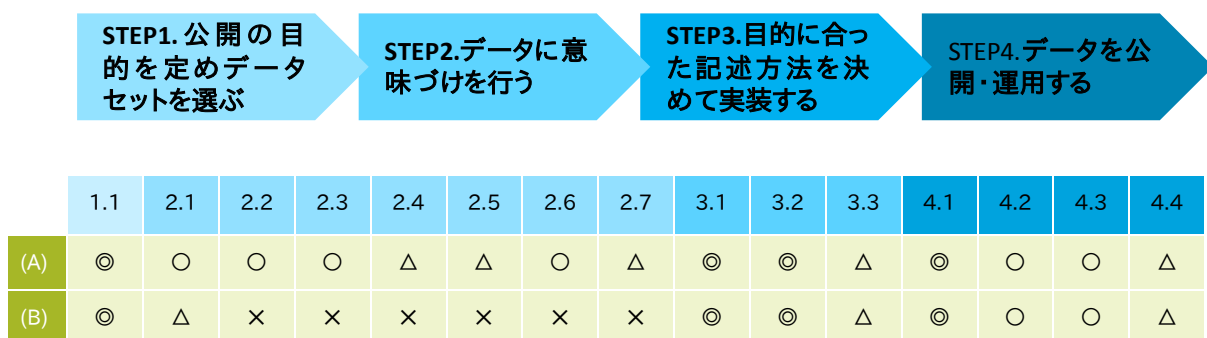 STEP1.公開の目
的を定めデータ
セットを選ぶ
STEP2.データに意
味づけを行う
STEP3.目的に合っ
た記述方法を決
めて実装する
STEP4.データを公
開・運用する
1.1 2.1 2.2 2.3 2.4 2.5 2.6 2.7 3.1 3.2 3.3 4.1 4.2 4.3 4.4
(A) ◎ ○ ○ ○ △ △ ○ △ ◎ ◎ △ ◎ ○ ○ △
(B) ◎ △ × × × × × × ◎ ◎ △ ◎ ○ ○ △